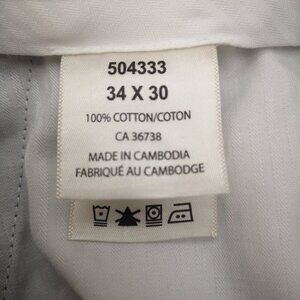 504333
34 X 30
100% COTTON/COTON
CA 36738
MADE IN CAMBODIA
FABRIQUÉ AU CAMBODGE